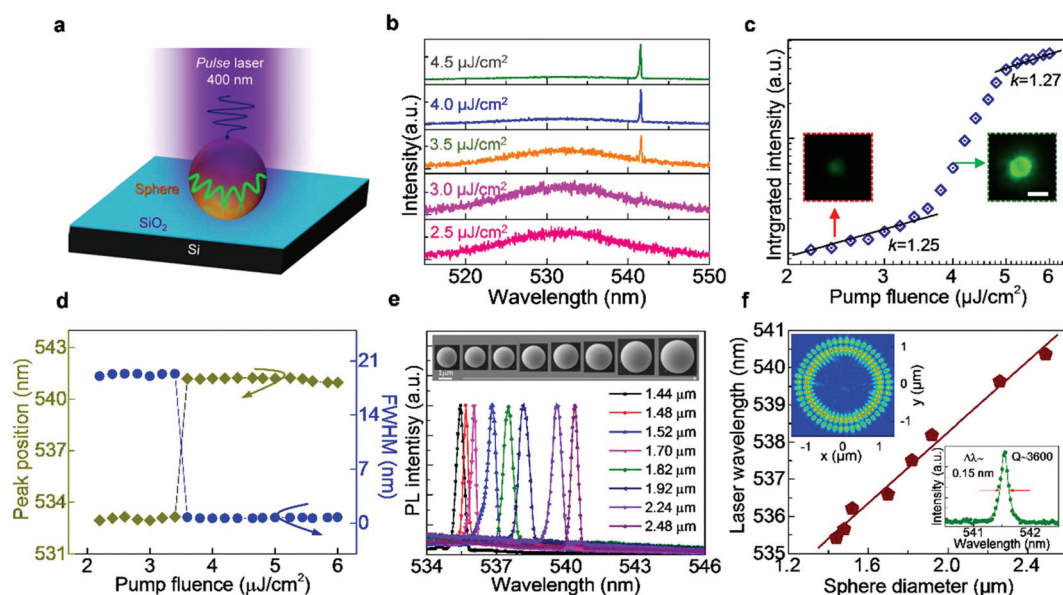 a
Pulse laser
400 nm
Sphere
SiO2
Si
b
4.5 μJ/cm2
4.0 μJ/cm2
3.5 μJ/cm2
3.0 μJ/cm2
2.5 μJ/cm2
Intensity(a.u.)
520 530 540 550
Wavelength (nm)
c
Intrgrated intensity (a.u.)
k=1.27
k=1.25
2 3 4 5 6
Pump fluence (μJ/cm2)
d
Peak position (nm)
543
541
539
537
535
533
531
21
14
7
0
FWHM (nm)
2 3 4 5 6
Pump fluence (μJ/cm2)
e
PL intentisy (a.u.)
1μm
1.44 μm
1.48 μm
1.52 μm
1.70 μm
1.82 μm
1.92 μm
2.24 μm
2.48 μm
534 537 540 543 546
Wavelength (nm)
f
Laser wavelength (nm)
541
540
539
538
537
536
535
1
0
-1
y (μm)
-1 0 1
x (μm)
Δλ~
0.15 nm
Q~3600
Intensity (a.u.)
541 542
Wavelength (nm)
1.2 1.6 2.0 2.4
Sphere diameter (μm)